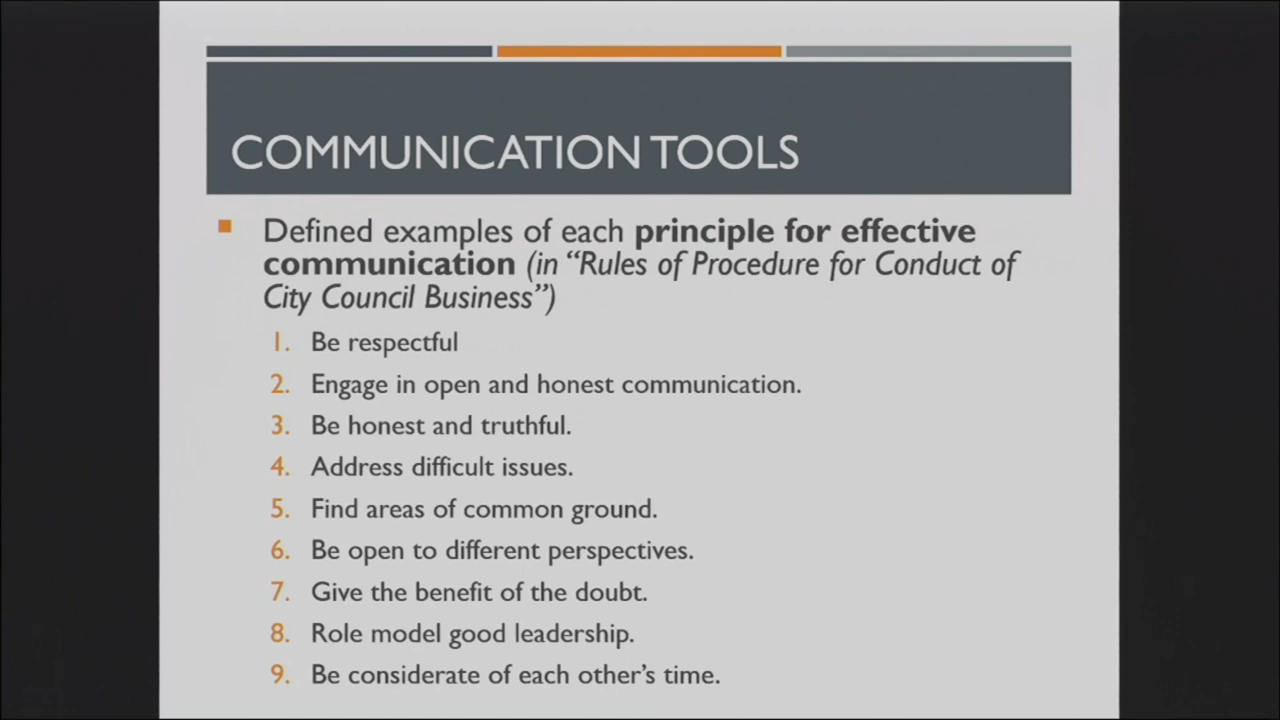 COMMUNICATION TOOLS
Defined examples of each principle for effective
communication (in “Rules of Procedure for Conduct of
City Council Business”)
1. Be respectful
2. Engage in open and honest communication.
3. Be honest and truthful.
4. Address difficult issues.
5. Find areas of common ground.
6. Be open to different perspectives.
7. Give the benefit of the doubt.
8. Role model good leadership.
9. Be considerate of each other’s time.